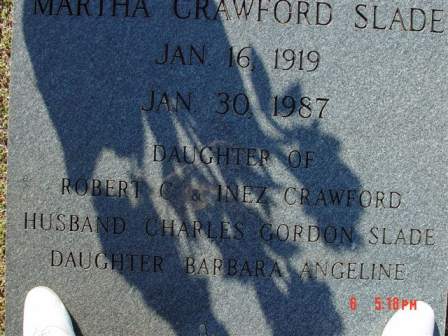 MARTHA CRAWFORD SLADE
JAN 16, 1919
JAN 30, 1987
DAUGHTER OF
ROBERT C & INEZ CRAWFORD
HUSBAND CHARLES GORDON SLADE
DAUGHTER BARBARA ANGELINE
6 5:18PM